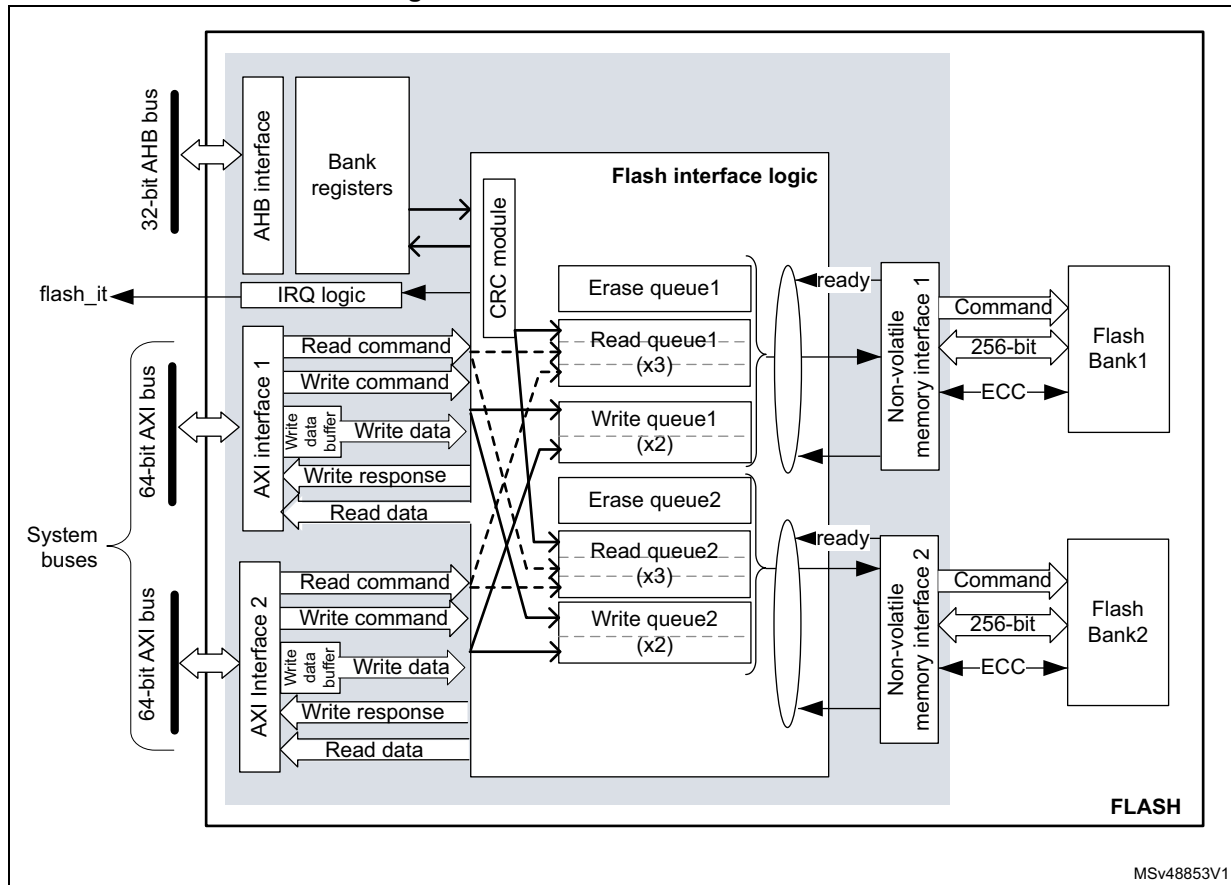 32-bit AHB bus
AHB interface
Bank
registers
Flash interface logic
CRC module
flash_it
IRQ logic
Erase queue1
Read queue1
(x3)
Write queue1
(x2)
Erase queue2
Read queue2
(x3)
Write queue2
(x2)
64-bit AXI bus
AXI interface 1
Read command
Write command
Write
data
buffer
Write data
Write response
Read data
System
buses
64-bit AXI bus
AXI Interface 2
Read command
Write command
Write
data
buffer
Write data
Write response
Read data
ready
Non-volatile
memory interface 1
Command
256-bit
ECC
Flash
Bank1
ready
Non-volatile
memory interface 2
Command
256-bit
ECC
Flash
Bank2
FLASH
MSv48853V1